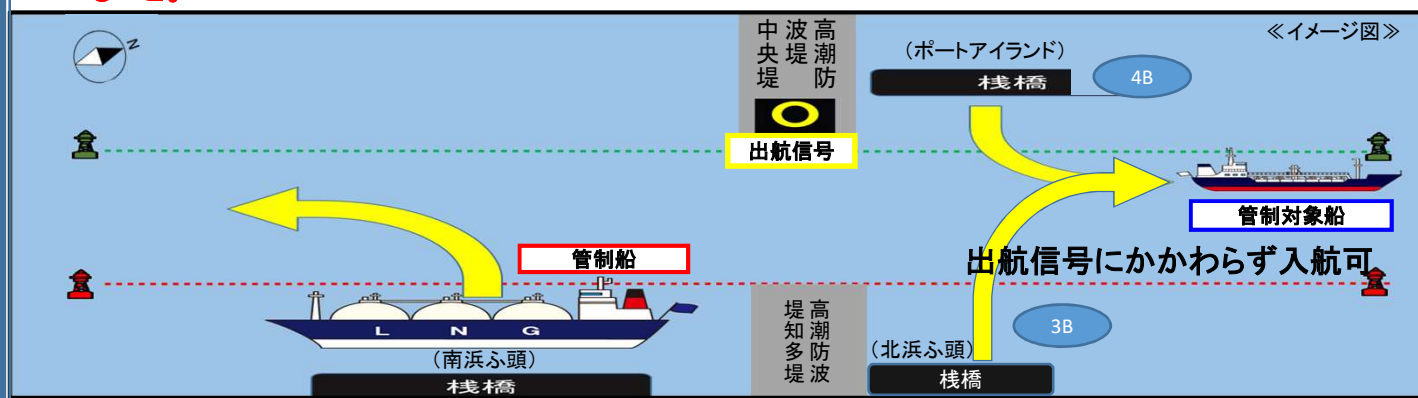 ≪イメージ図≫
N
高潮防
波堤
中央堤
(ポートアイランド)
桟橋
4B
出航信号
管制対象船
管制船
出航信号にかかわらず入航可
L N G
(南浜ふ頭)
桟橋
高潮防波
堤知多堤
(北浜ふ頭)
桟橋
3B